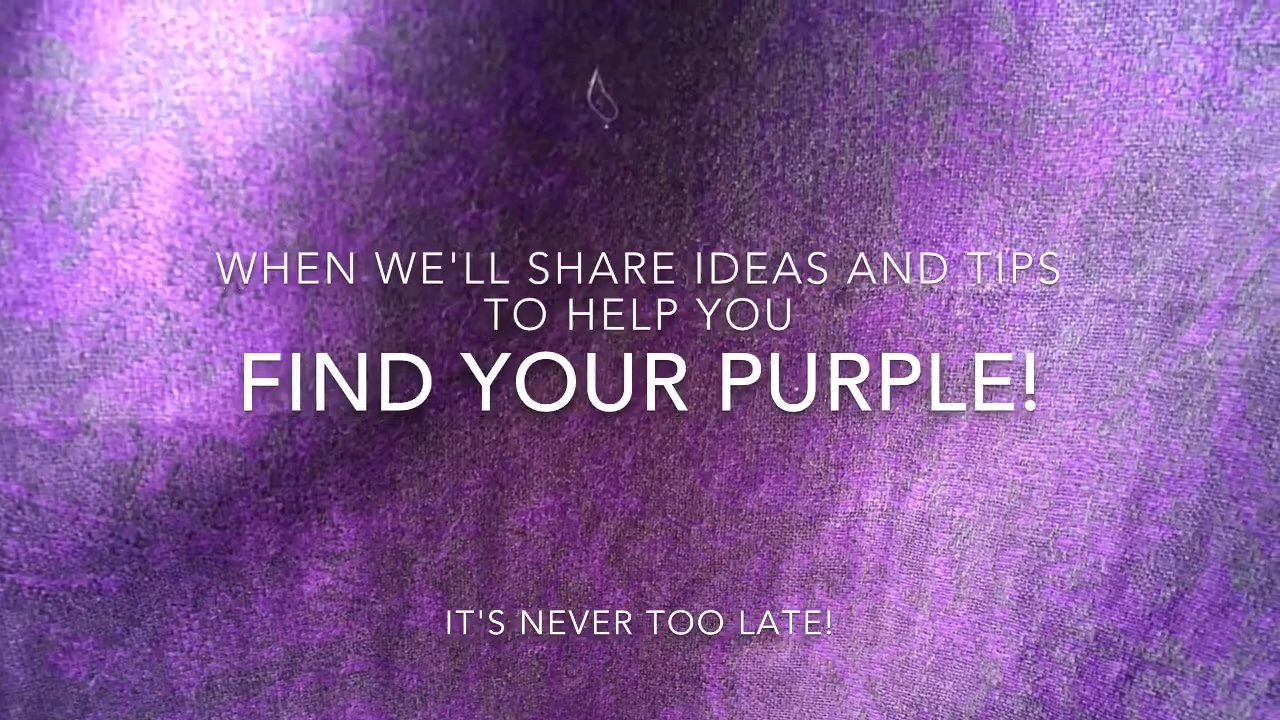 WHEN WE'LL SHARE IDEAS AND TIPS
TO HELP YOU
FIND YOUR PURPLE!
IT'S NEVER TOO LATE!